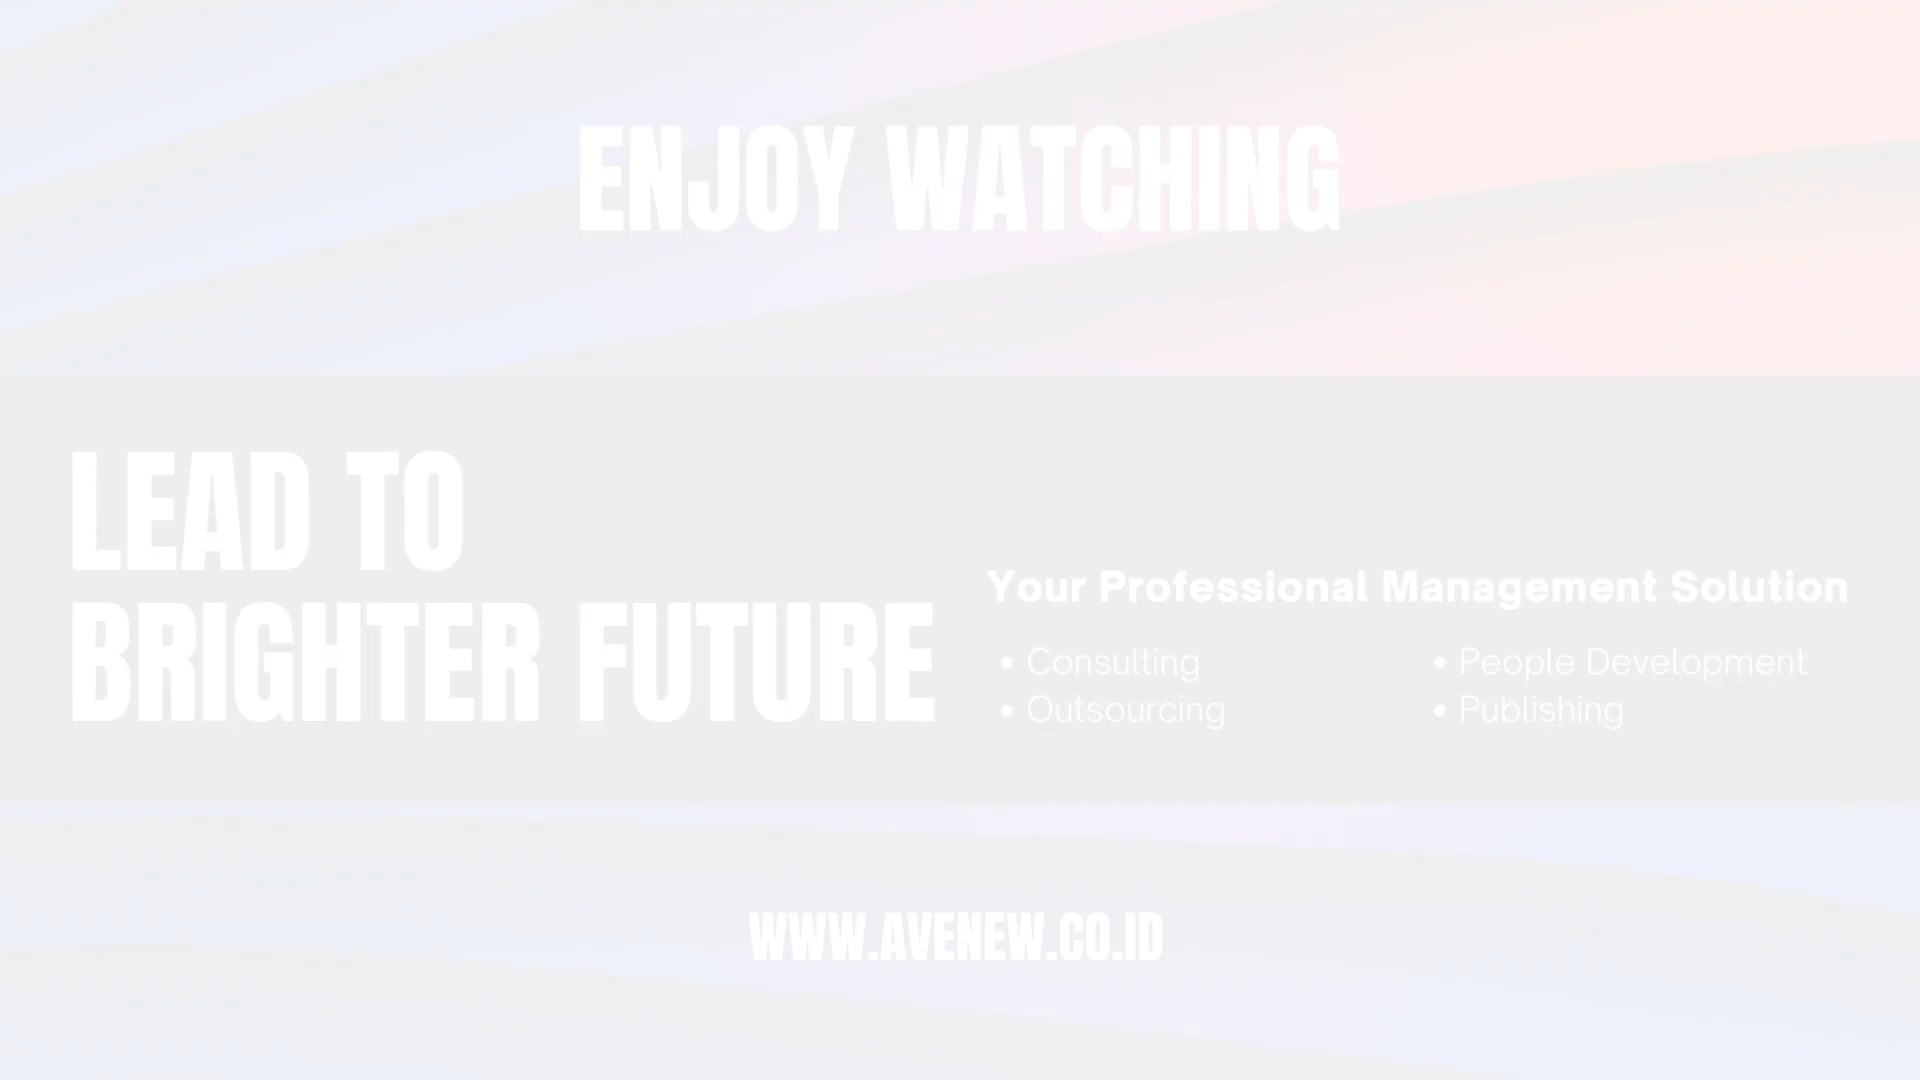 ENJOY WATCHING
LEAD TO
BRIGHTER FUTURE
Your Professional Management Solution
• Consulting
• Outsourcing
• People Development
• Publishing
WWW.AVENEW.CO.ID